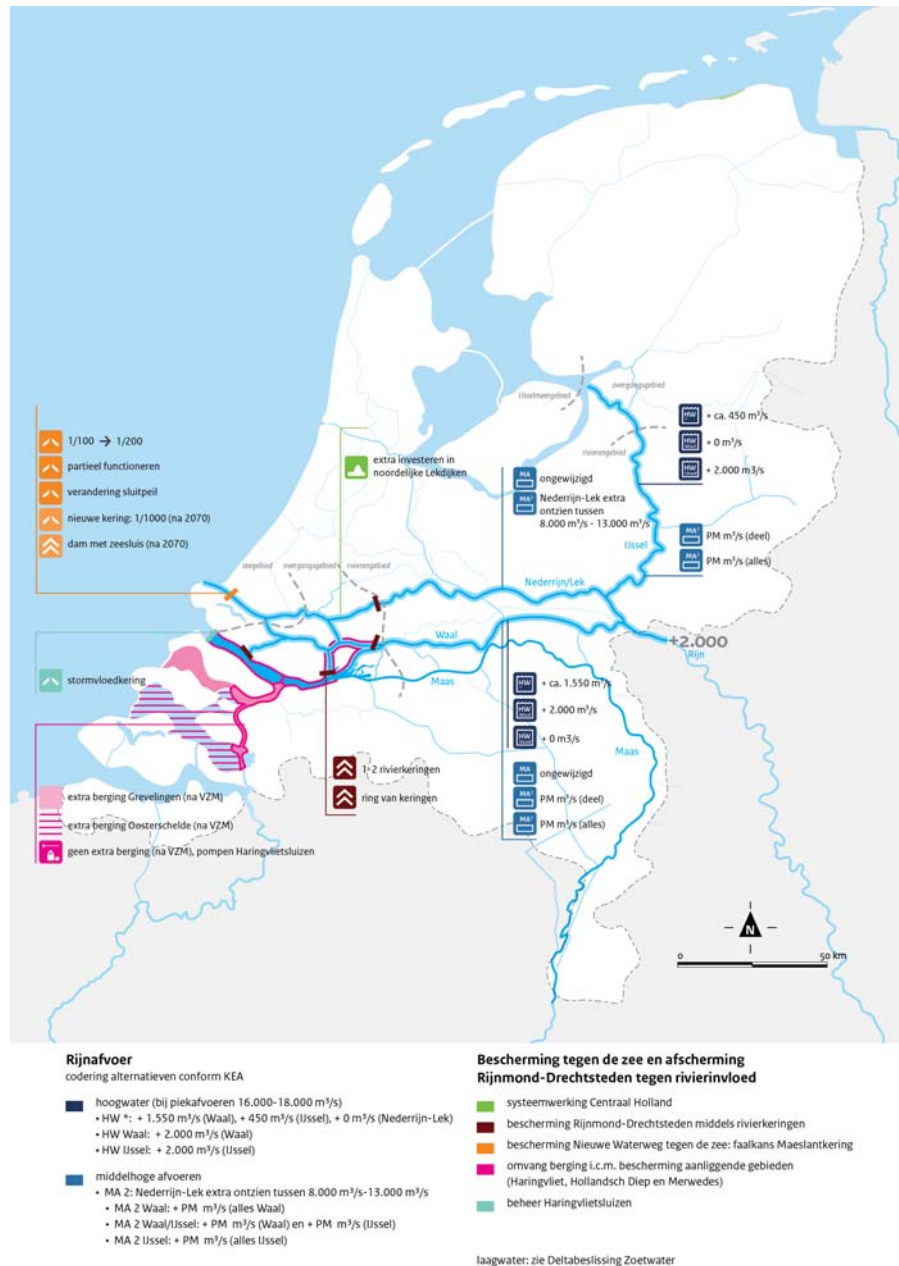 IJsselmeergebied
overgangsgebied
rivierengebied
+ ca. 450 m³/s
+ 0 m³/s
+ 2.000 m3/s
1/100 → 1/200
partieel functioneren
verandering sluitpeil
nieuwe kering: 1/1000 (na 2070)
dam met zeesluis (na 2070)
extra investeren in
noordelijke Lekdijken
ongewijzigd
Nederrijn-Lek extra
ontzien tussen
8.000 m³/s - 13.000 m³/s
IJssel
PM m³/s (deel)
PM m³/s (alles)
zeegebied
overgangsgebied
rivierengebied
Nederrijn/Lek
Waal
+2.000
Rijn
Maas
stormvloedkering
HW
+ ca. 1.550 m³/s
HW
+ 2.000 m³/s
HW
+ 0 m3/s
Maas
1-2 rivierkeringen
ring van keringen
MA
ongewijzigd
MA²
PM m³/s (deel)
MA²
PM m³/s (alles)
extra berging Grevelingen (na VZM)
extra berging Oosterschelde (na VZM)
geen extra berging (na VZM), pompen Haringvlietsluizen
N
0 50 km
Rijnafvoer
codering alternatieven conform KEA
hoogwater (bij piekafvoeren 16.000-18.000 m³/s)
• HW *: + 1.550 m³/s (Waal), + 450 m³/s (IJssel), + 0 m³/s (Nederrijn-Lek)
• HW Waal: + 2.000 m³/s (Waal)
• HW IJssel: + 2.000 m³/s (IJssel)
middelhoge afvoeren
• MA 2: Nederrijn-Lek extra ontzien tussen 8.000 m³/s-13.000 m³/s
• MA 2 Waal: + PM m³/s (alles Waal)
• MA 2 Waal/IJssel: + PM m³/s (Waal) en + PM m³/s (IJssel)
• MA 2 IJssel: + PM m³/s (alles IJssel)
Bescherming tegen de zee en afscherming
Rijnmond-Drechtsteden tegen rivierinvloed
systeemwerking Centraal Holland
bescherming Rijnmond-Drechtsteden middels rivierkeringen
bescherming Nieuwe Waterweg tegen de zee: faalkans Maeslantkering
omvang berging i.c.m. bescherming aanliggende gebieden
(Haringvliet, Hollandsch Diep en Merwedes)
beheer Haringvlietsluizen
laagwater: zie Deltabeslissing Zoetwater